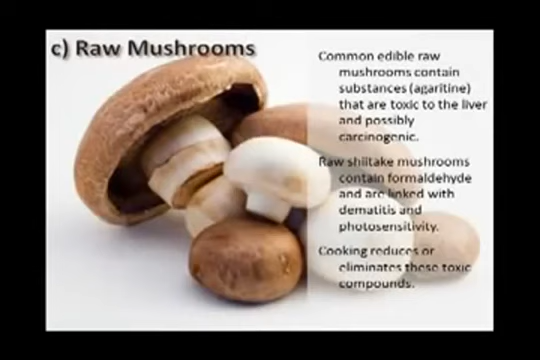 c) Raw Mushrooms
Common edible raw
mushrooms contain
substances (agaritine)
that are toxic to the liver
and possibly
carcinogenic.
Raw shiitake mushrooms
contain formaldehyde
and are linked with
dematitis and
photosensitivity.
Cooking reduces or
eliminates these toxic
compounds.